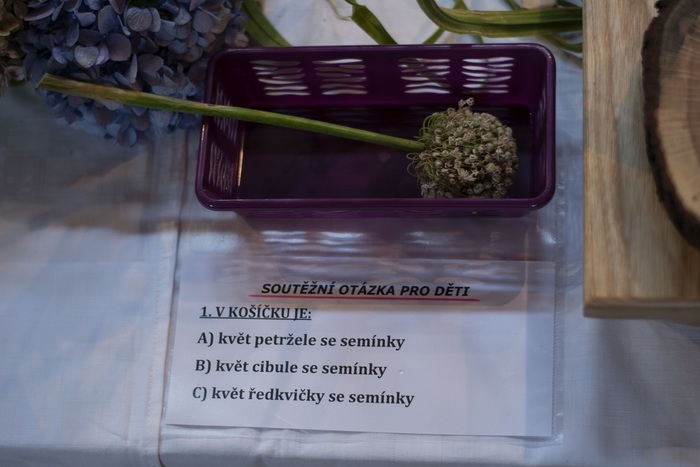 SOUTĚŽNÍ OTÁZKA PRO DĚTI
1. V KOŠÍČKU JE:
A) květ petržele se semínky
B) květ cibule se semínky
C) květ ředkvičky se semínky